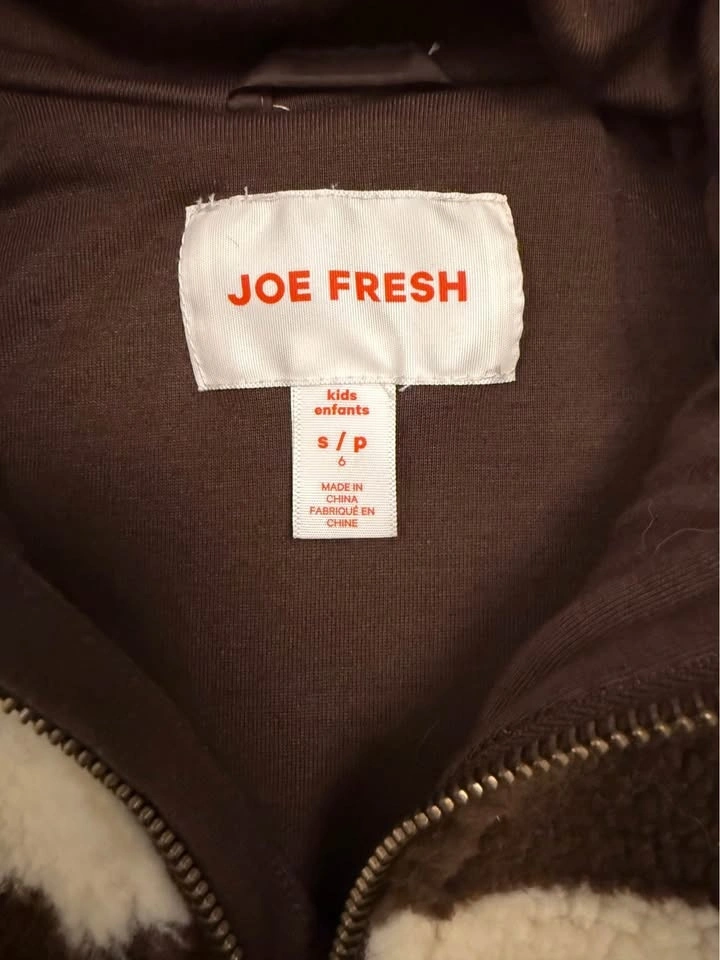 JOE FRESH
kids
enfants
s / p
6
MADE IN
CHINA
FABRIQUÉ EN
CHINE